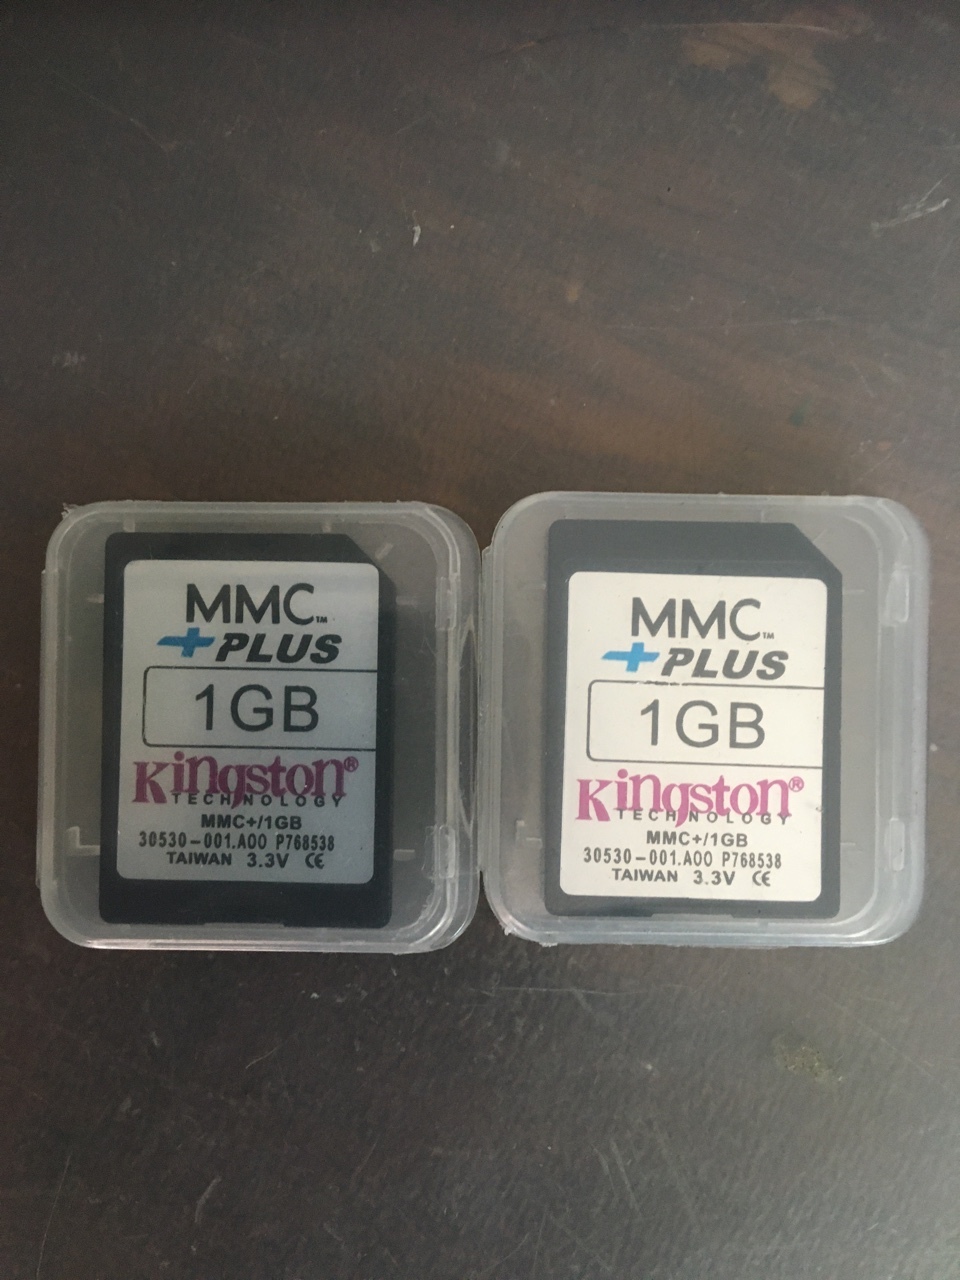 MMC™
+PLUS
1GB
Kingston®
TECHNOLOGY
MMC+/1GB
30530-001.A00 P768538
TAIWAN 3.3V CE
MMC™
+PLUS
1GB
Kingston®
TECHNOLOGY
MMC+/1GB
30530-001.A00 P768538
TAIWAN 3.3V CE